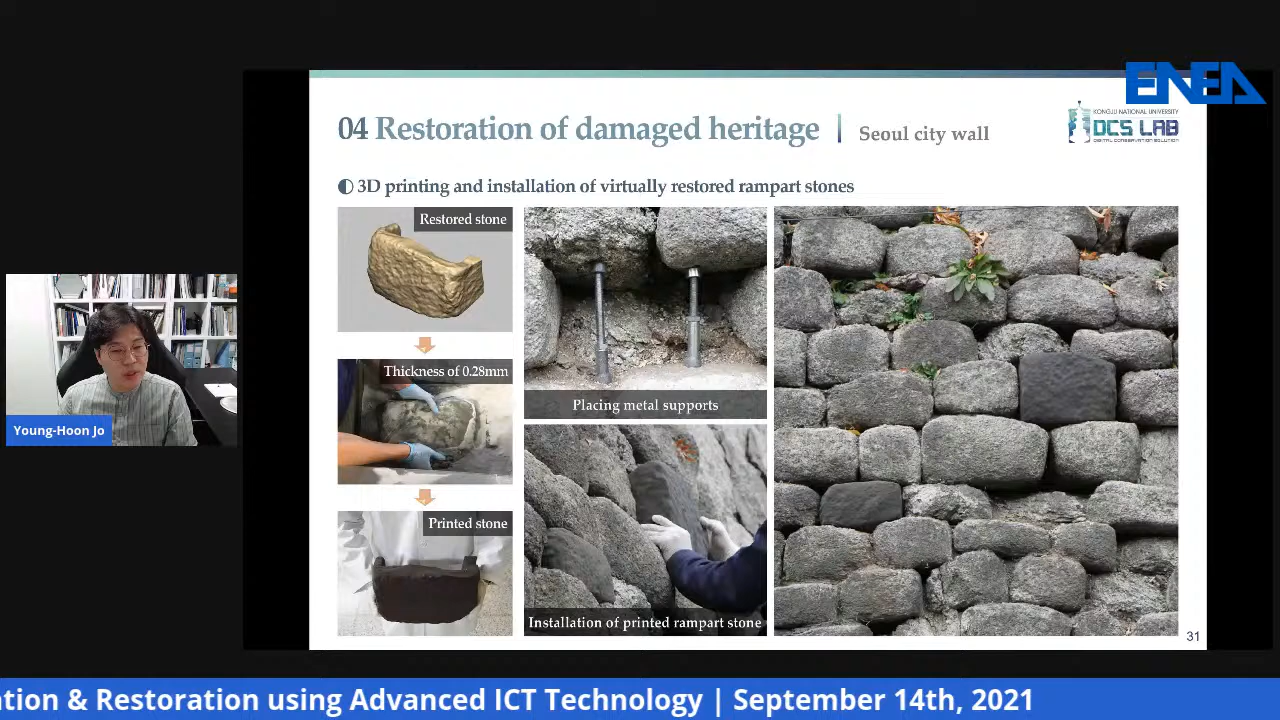 ENEA
04 Restoration of damaged heritage | Seoul city wall
KONGJU NATIONAL UNIVERSITY
DCS LAB
DIGITAL CONSERVATION SOLUTION
3D printing and installation of virtually restored rampart stones
Restored stone
Thickness of 0.28mm
Printed stone
Placing metal supports
Installation of printed rampart stone
31
Young-Hoon Jo
ation & Restoration using Advanced ICT Technology | September 14th, 2021